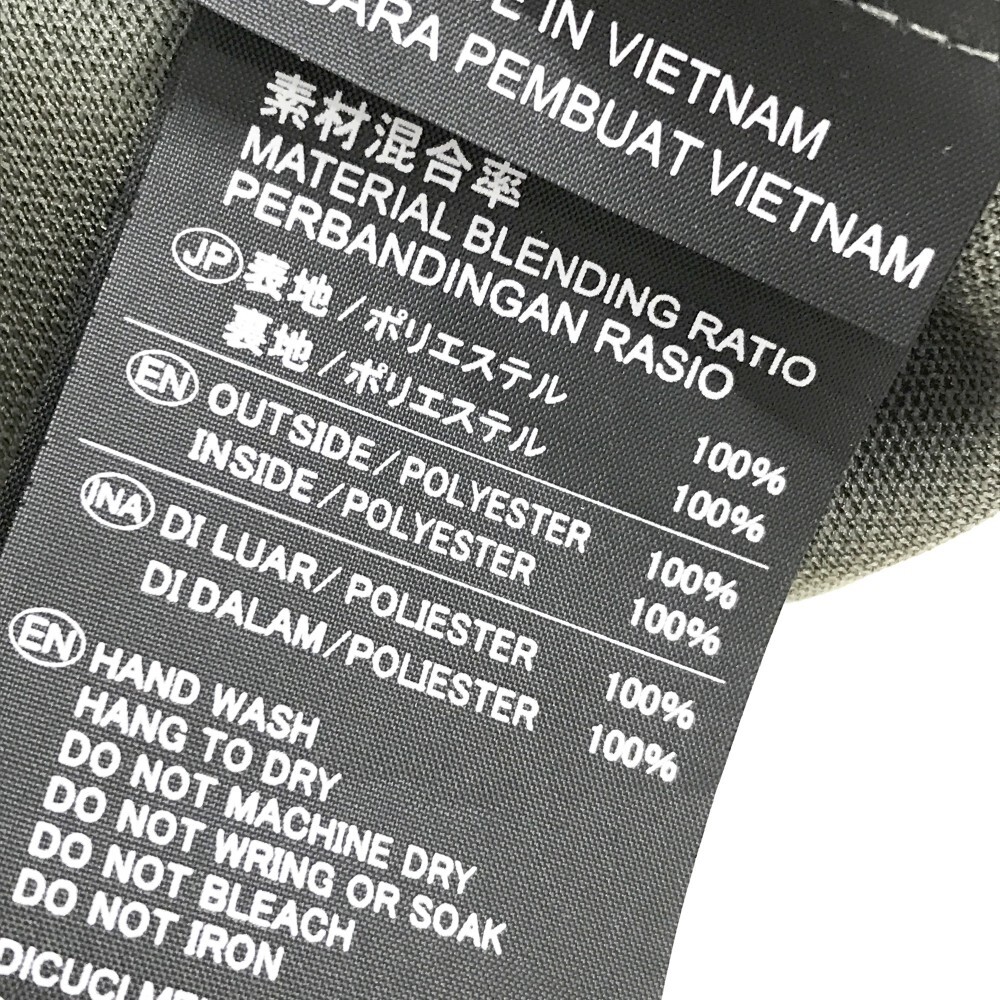 IN VIETNAM
PEMBUAT VIETNAM
素材混合率
MATERIAL BLENDING RATIO
PERBANDINGAN RASIO
JP 表地/ポリエステル 100%
裏地/ポリエステル 100%
EN OUTSIDE/POLYESTER 100%
INSIDE/POLYESTER 100%
INA DI LUAR/POLIESTER 100%
DI DALAM/POLIESTER 100%
EN HAND WASH
HANG TO DRY
DO NOT MACHINE DRY
DO NOT WRING OR SOAK
DO NOT BLEACH
DO NOT IRON
DICUCI